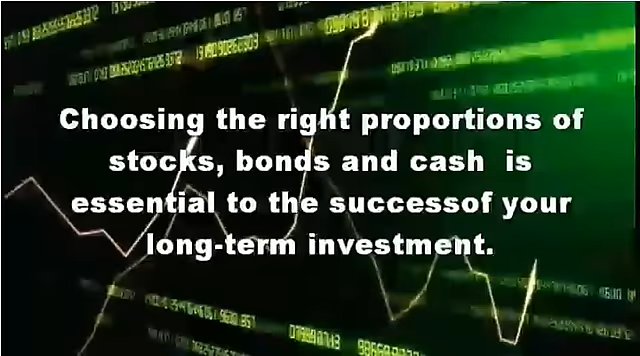 Choosing the right proportions of
stocks, bonds and cash is
essential to the successof your
long-term investment.